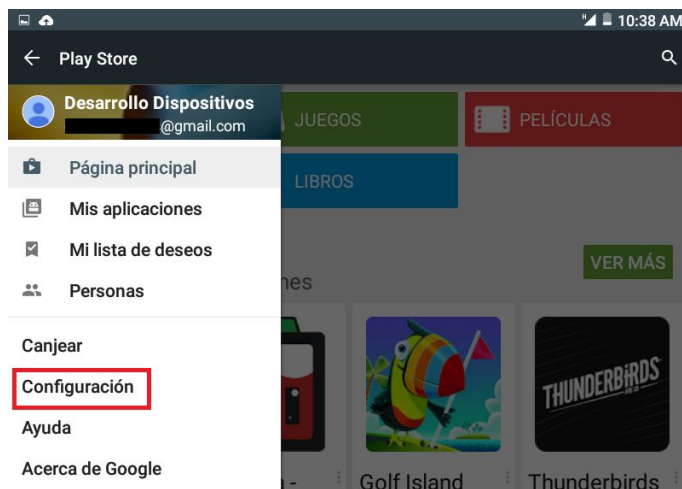 10:38 AM
Play Store
Desarrollo Dispositivos
@gmail.com
JUEGOS
PELÍCULAS
Página principal
LIBROS
Mis aplicaciones
Mi lista de deseos
VER MÁS
nes
Personas
Canjear
THUNDERBIRDS
Configuración
Ayuda
Acerca de Google
Golf Island
Thunderbirds